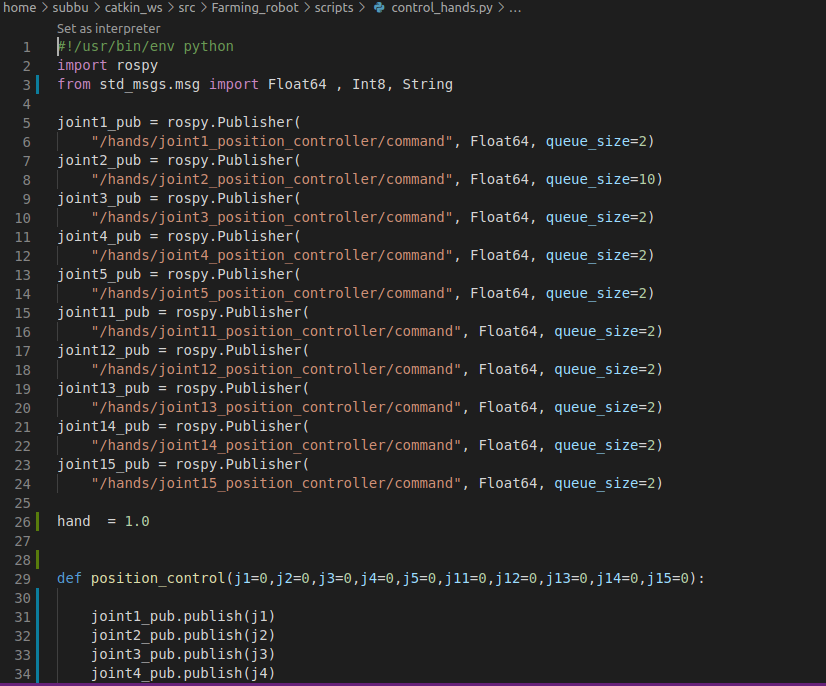 home > subbu > catkin_ws > src > Farming_robot > scripts > control_hands.py > ...
Set as interpreter
1 #!/usr/bin/env python
2 import rospy
3 from std_msgs.msg import Float64 , Int8, String
4
5 joint1_pub = rospy.Publisher(
6     "/hands/joint1_position_controller/command", Float64, queue_size=2)
7 joint2_pub = rospy.Publisher(
8     "/hands/joint2_position_controller/command", Float64, queue_size=10)
9 joint3_pub = rospy.Publisher(
10     "/hands/joint3_position_controller/command", Float64, queue_size=2)
11 joint4_pub = rospy.Publisher(
12     "/hands/joint4_position_controller/command", Float64, queue_size=2)
13 joint5_pub = rospy.Publisher(
14     "/hands/joint5_position_controller/command", Float64, queue_size=2)
15 joint11_pub = rospy.Publisher(
16     "/hands/joint11_position_controller/command", Float64, queue_size=2)
17 joint12_pub = rospy.Publisher(
18     "/hands/joint12_position_controller/command", Float64, queue_size=2)
19 joint13_pub = rospy.Publisher(
20     "/hands/joint13_position_controller/command", Float64, queue_size=2)
21 joint14_pub = rospy.Publisher(
22     "/hands/joint14_position_controller/command", Float64, queue_size=2)
23 joint15_pub = rospy.Publisher(
24     "/hands/joint15_position_controller/command", Float64, queue_size=2)
25
26 hand  = 1.0
27
28
29 def position_control(j1=0,j2=0,j3=0,j4=0,j5=0,j11=0,j12=0,j13=0,j14=0,j15=0):
30
31     joint1_pub.publish(j1)
32     joint2_pub.publish(j2)
33     joint3_pub.publish(j3)
34     joint4_pub.publish(j4)